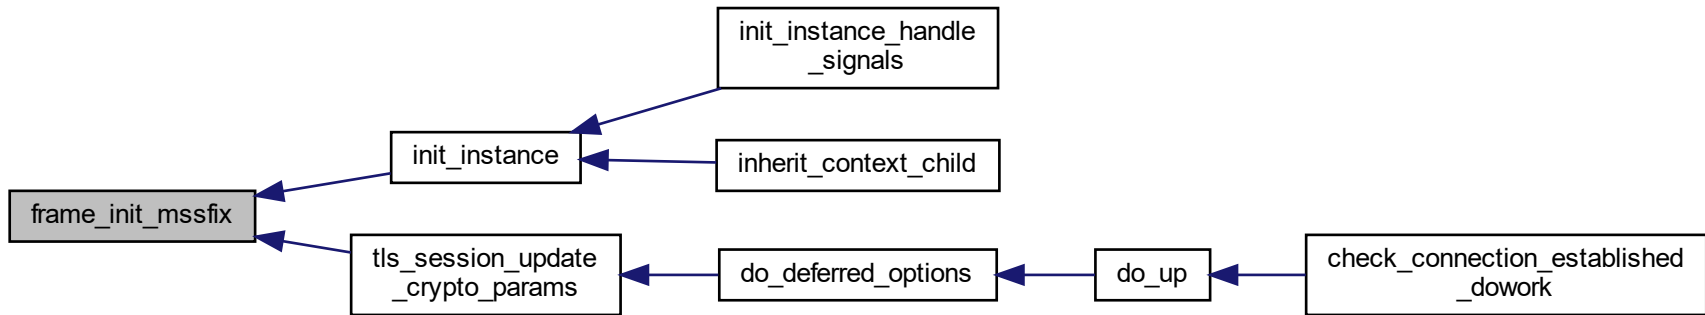 init_instance_handle
_signals
init_instance
inherit_context_child
frame_init_mssfix
tls_session_update
_crypto_params
do_deferred_options
do_up
check_connection_established
_dowork